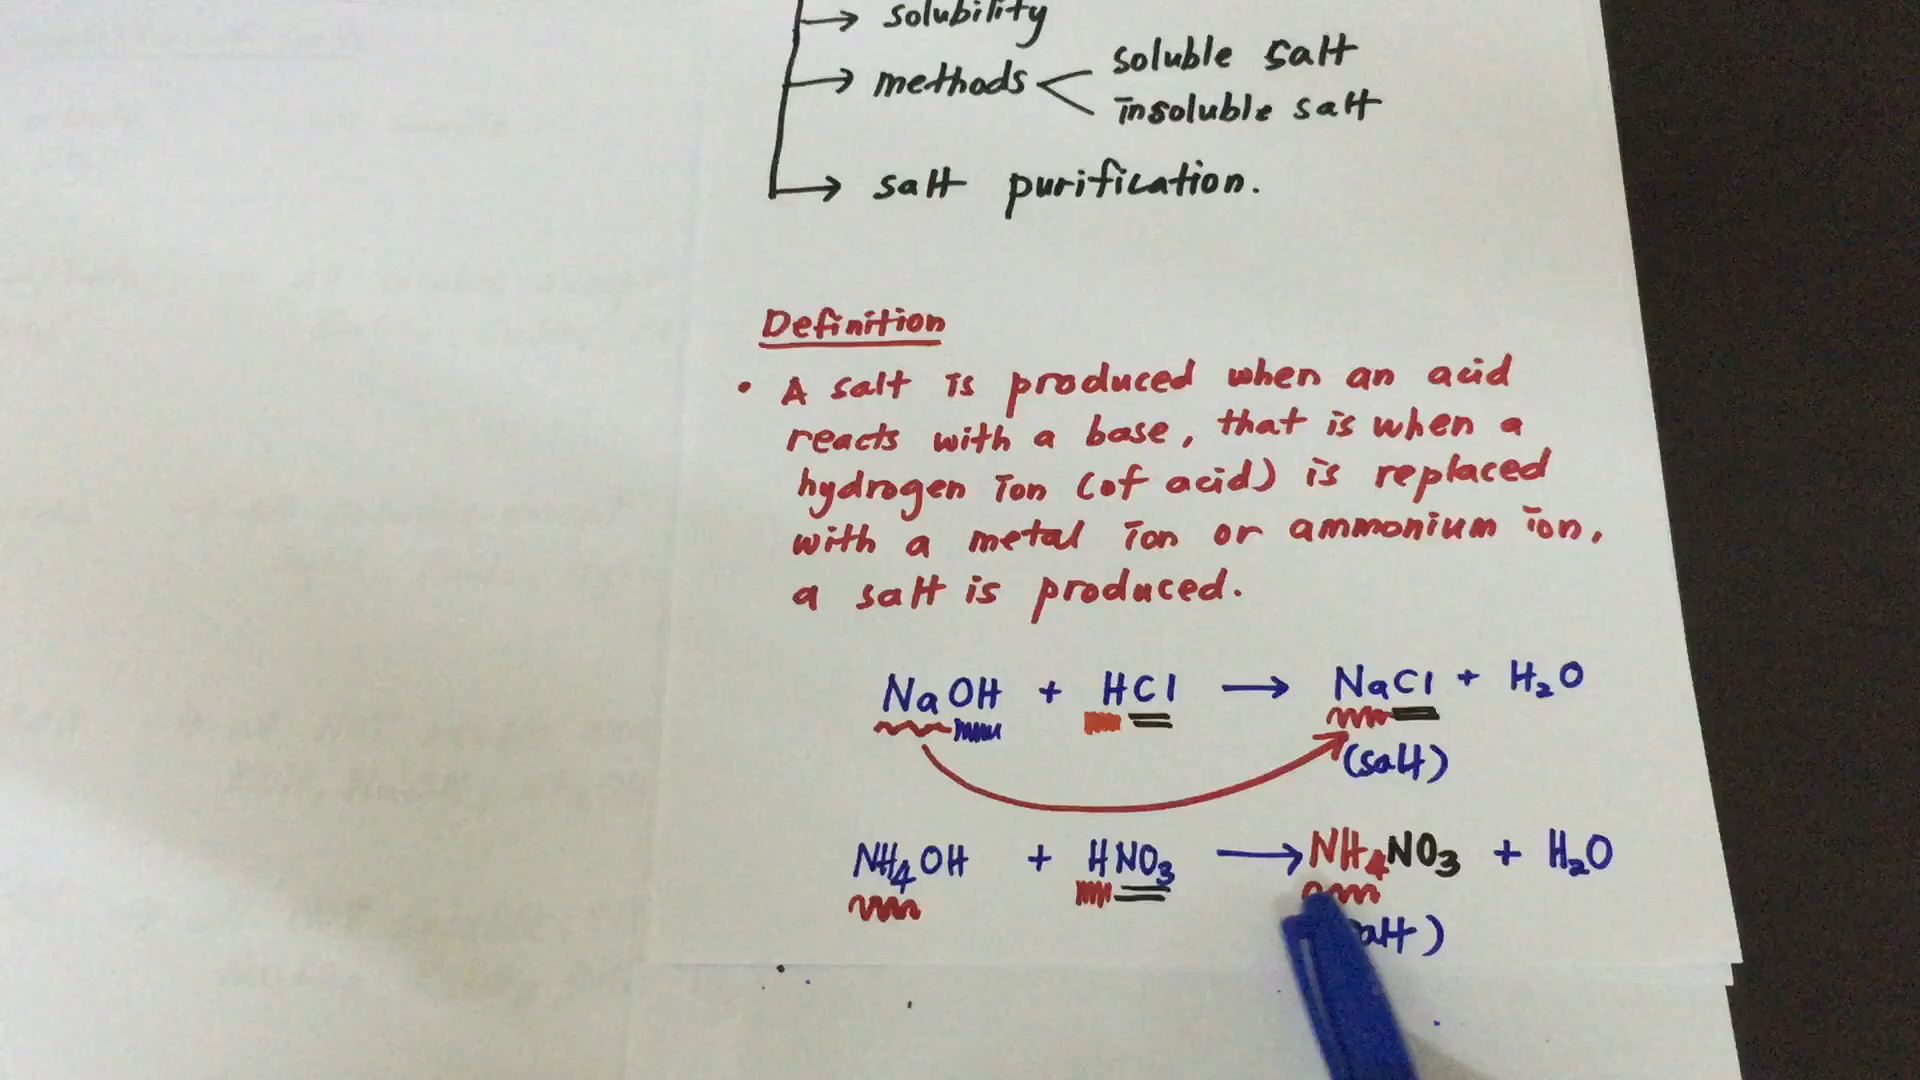 solubility
methods
soluble salt
insoluble salt
salt purification.
Definition
• A salt is produced when an acid
reacts with a base, that is when a
hydrogen ion (of acid) is replaced
with a metal ion or ammonium ion,
a salt is produced.
NaOH + HCl → NaCl + H₂O
(salt)
NH₄OH + HNO₃ → NH₄NO₃ + H₂O
alt)